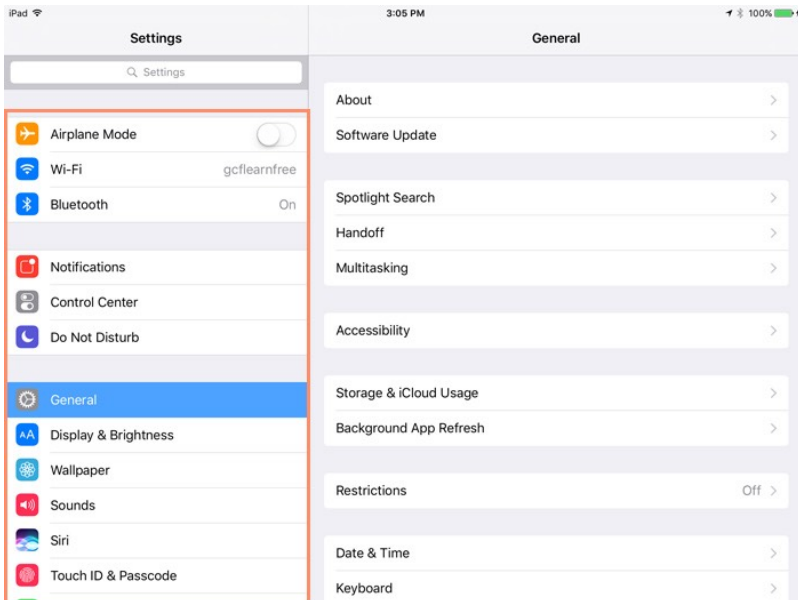 iPad 3:05 PM 100%
Settings
Settings
Airplane Mode
Wi-Fi gcflearnfree
Bluetooth On
Notifications
Control Center
Do Not Disturb
General
AA Display & Brightness
Wallpaper
Sounds
Siri
Touch ID & Passcode
General
About
Software Update
Spotlight Search
Handoff
Multitasking
Accessibility
Storage & iCloud Usage
Background App Refresh
Restrictions Off
Date & Time
Keyboard